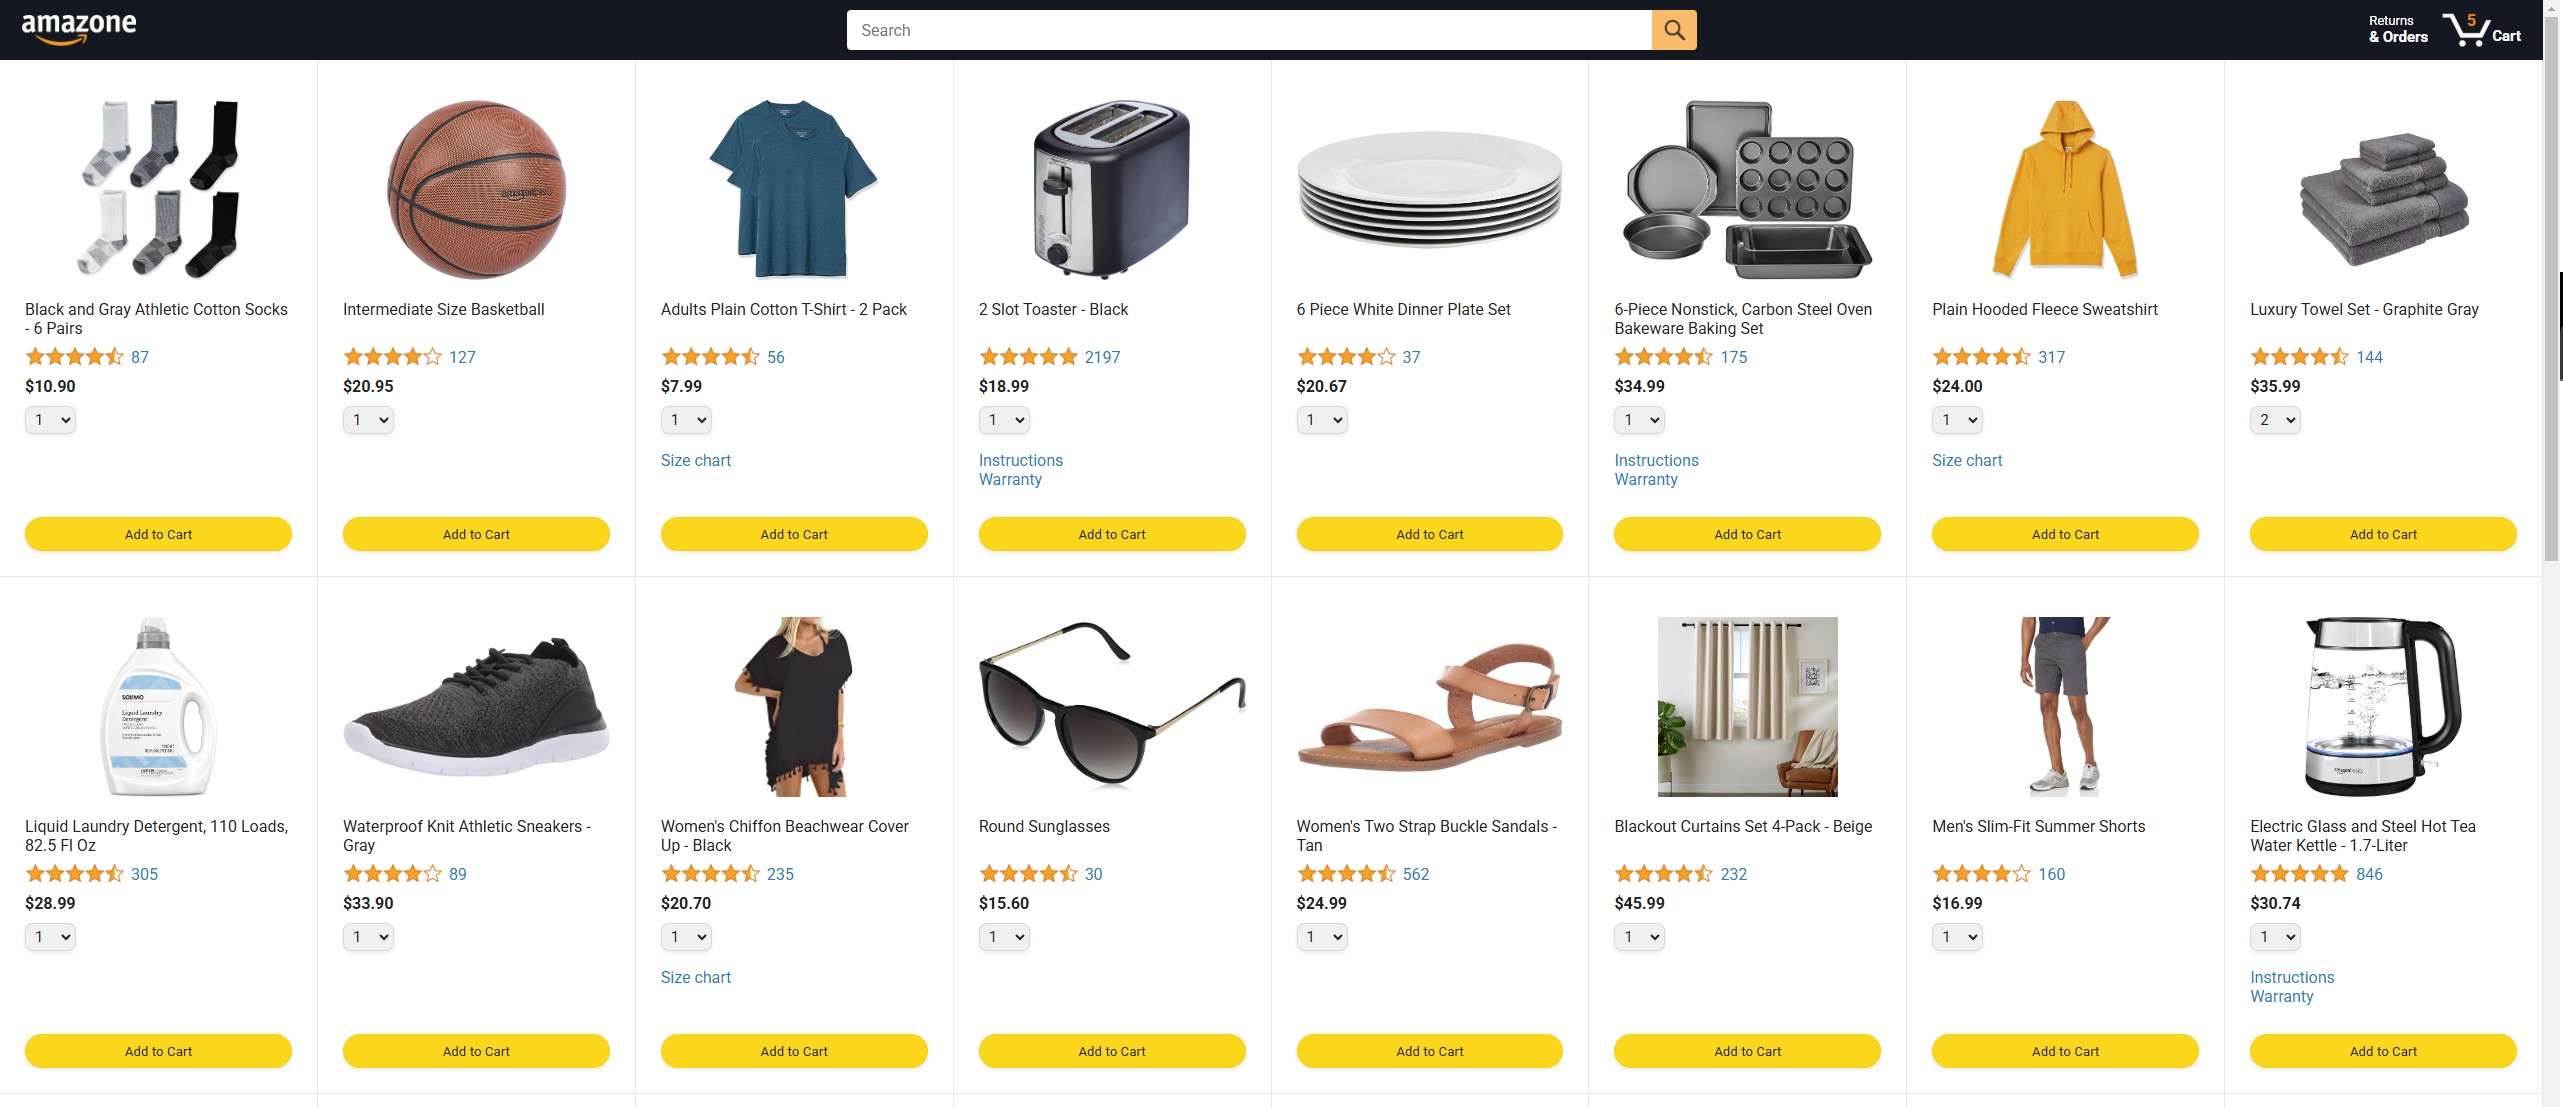 amazone
Search
Returns
& Orders
5
Cart
amazonbasics
Black and Gray Athletic Cotton Socks
- 6 Pairs
87
$10.90
1
Add to Cart
Intermediate Size Basketball
127
$20.95
1
Add to Cart
Adults Plain Cotton T-Shirt - 2 Pack
56
$7.99
1
Size chart
Add to Cart
2 Slot Toaster - Black
2197
$18.99
1
Instructions
Warranty
Add to Cart
6 Piece White Dinner Plate Set
37
$20.67
1
Add to Cart
6-Piece Nonstick, Carbon Steel Oven
Bakeware Baking Set
175
$34.99
1
Instructions
Warranty
Add to Cart
Plain Hooded Fleece Sweatshirt
317
$24.00
1
Size chart
Add to Cart
Luxury Towel Set - Graphite Gray
144
$35.99
2
Add to Cart
SOLIMO
Liquid Laundry
Detergent
Liquid Laundry Detergent, 110 Loads,
82.5 Fl Oz
305
$28.99
1
Add to Cart
Waterproof Knit Athletic Sneakers -
Gray
89
$33.90
1
Add to Cart
Women's Chiffon Beachwear Cover
Up - Black
235
$20.70
1
Size chart
Add to Cart
Round Sunglasses
30
$15.60
1
Add to Cart
Women's Two Strap Buckle Sandals -
Tan
562
$24.99
1
Add to Cart
Blackout Curtains Set 4-Pack - Beige
232
$45.99
1
Add to Cart
Men's Slim-Fit Summer Shorts
160
$16.99
1
Add to Cart
amazonbasics
Electric Glass and Steel Hot Tea
Water Kettle - 1.7-Liter
846
$30.74
1
Instructions
Warranty
Add to Cart